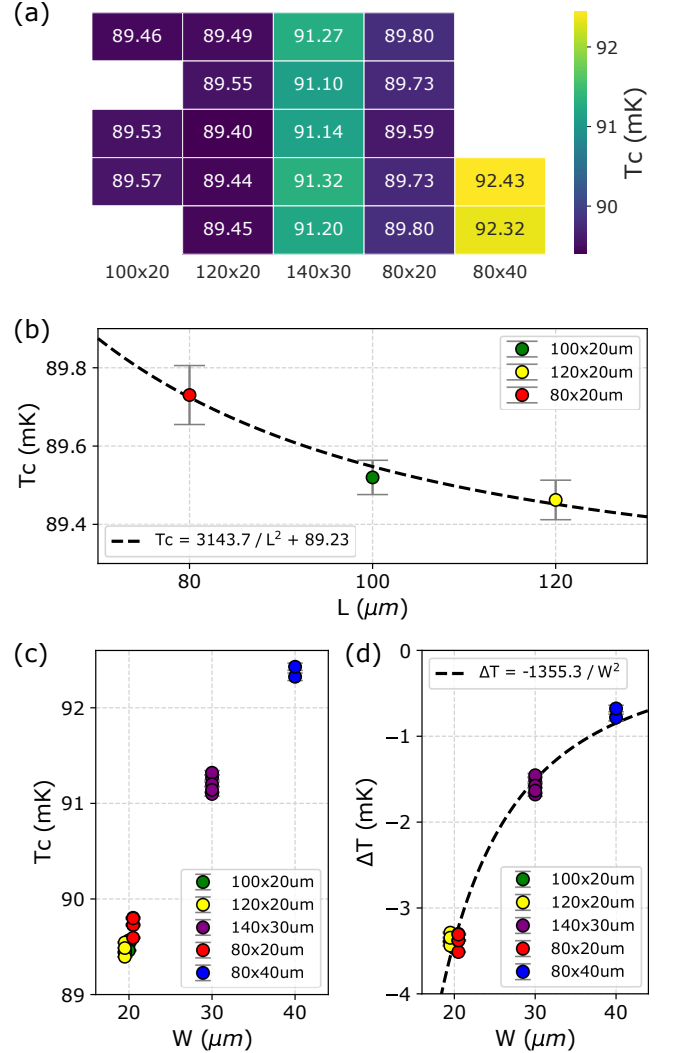 (a)
89.46 89.49 91.27 89.80
89.55 91.10 89.73
89.53 89.40 91.14 89.59
89.57 89.44 91.32 89.73 92.43
89.45 91.20 89.80 92.32
100x20 120x20 140x30 80x20 80x40
92
91
90
Tc (mK)
(b)
89.8
89.6
89.4
Tc (mK)
100x20um
120x20um
80x20um
Tc = 3143.7 / L² + 89.23
80 100 120
L (μm)
(c)
92
91
90
89
Tc (mK)
100x20um
120x20um
140x30um
80x20um
80x40um
20 30 40
W (μm)
(d)
0
−1
−2
−3
−4
ΔT (mK)
ΔT = -1355.3 / W²
100x20um
120x20um
140x30um
80x20um
80x40um
20 30 40
W (μm)